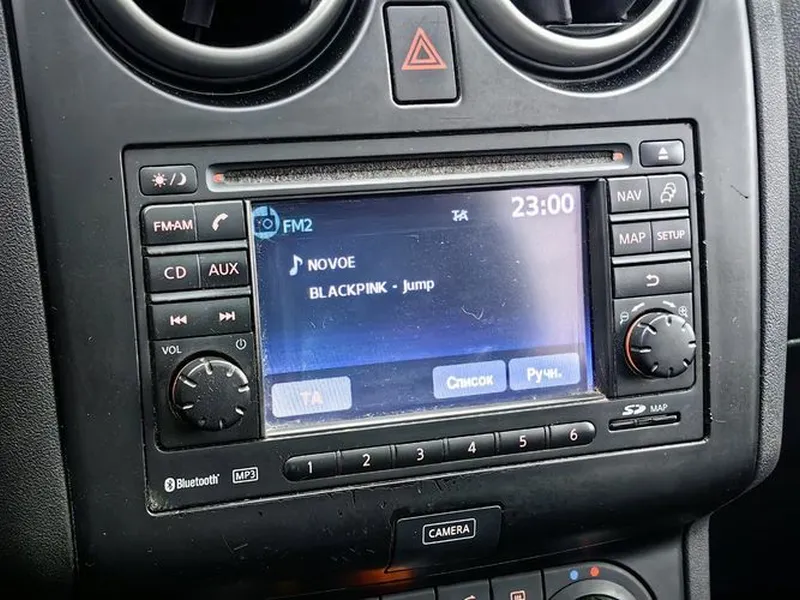 FM•AM
CD AUX
VOL
FM2 TA 23:00
NOVOE
BLACKPINK - Jump
TA Список Ручн.
NAV
MAP SETUP
SD MAP
Bluetooth MP3 1 2 3 4 5 6
CAMERA